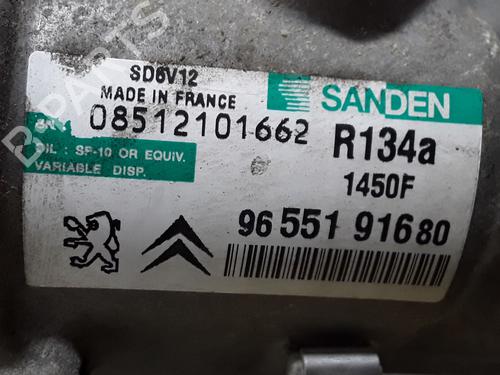 SD6V12
MADE IN FRANCE
SANDEN
S/N : 08512101662
R134a
OIL : SP-10 OR EQUIV.
VARIABLE DISP.
1450F
96 551 916 80
B-PARTS